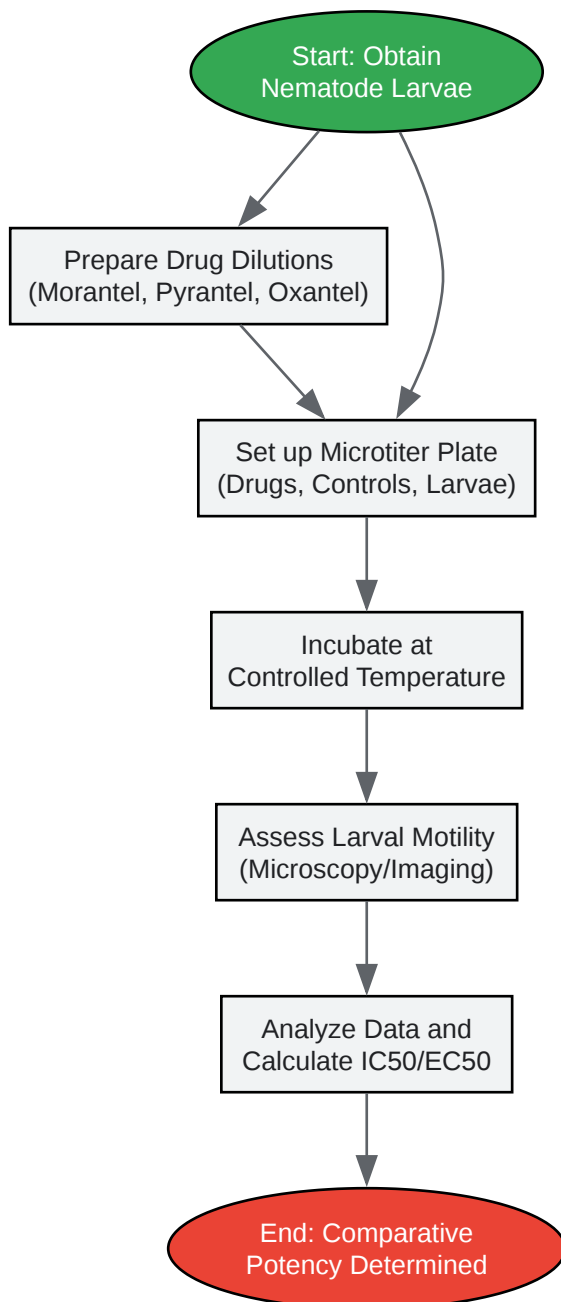 Start: Obtain
Nematode Larvae
Prepare Drug Dilutions
(Morantel, Pyrantel, Oxantel)
Set up Microtiter Plate
(Drugs, Controls, Larvae)
Incubate at
Controlled Temperature
Assess Larval Motility
(Microscopy/Imaging)
Analyze Data and
Calculate IC50/EC50
End: Comparative
Potency Determined